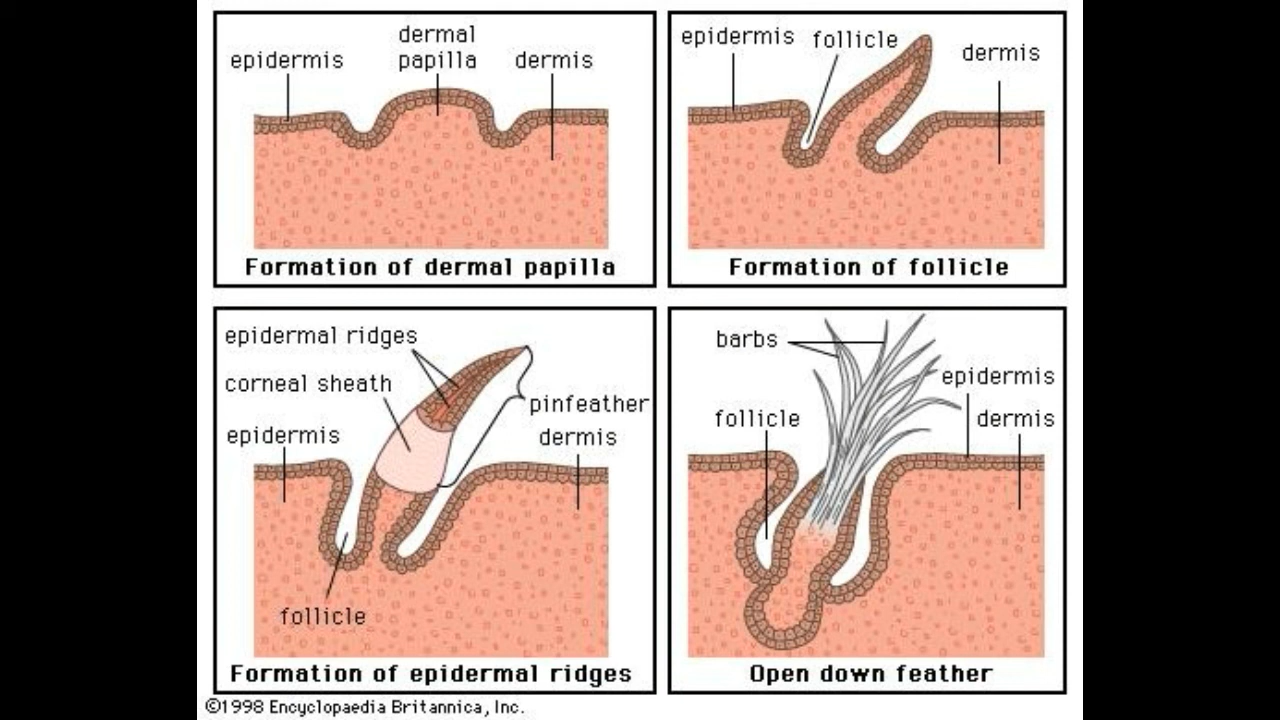 epidermis
dermal
papilla
dermis
Formation of dermal papilla
epidermis
follicle
dermis
Formation of follicle
epidermal ridges
corneal sheath
epidermis
pinfeather
dermis
follicle
Formation of epidermal ridges
barbs
epidermis
follicle
dermis
Open down feather
©1998 Encyclopaedia Britannica, Inc.